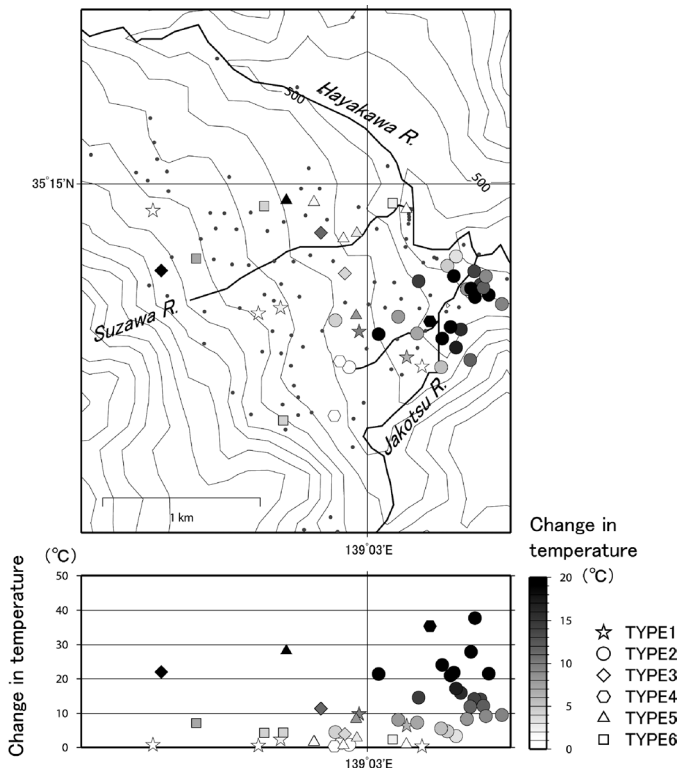 Hayakawa R.
500
500
35°15'N
Suzawa R.
Jakotsu R.
1 km
139°03'E
Change in temperature
(℃)
50
40
30
20
10
0
139°03'E
Change in
temperature
(℃)
20
15
10
5
0
TYPE1
TYPE2
TYPE3
TYPE4
TYPE5
TYPE6